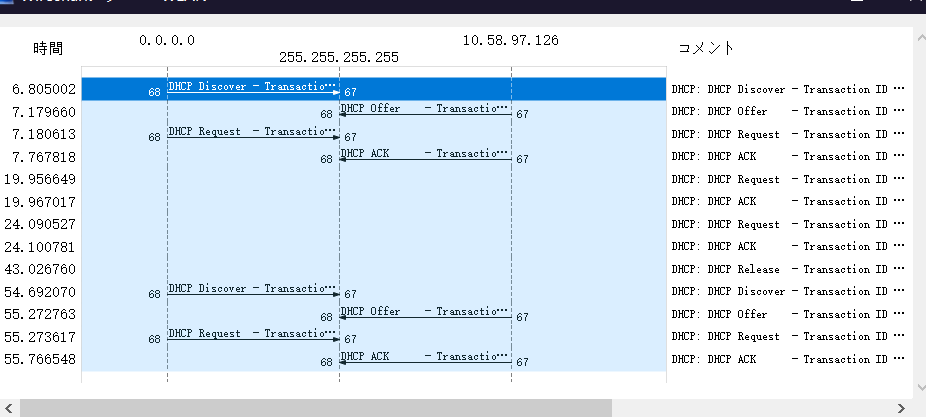 時間 0.0.0.0 10.58.97.126 コメント
255.255.255.255
6.805002 68 DHCP Discover - Transactio… 67 DHCP: DHCP Discover - Transaction ID …
7.179660 68 DHCP Offer - Transactio… 67 DHCP: DHCP Offer - Transaction ID …
7.180613 68 DHCP Request - Transactio… 67 DHCP: DHCP Request - Transaction ID …
7.767818 68 DHCP ACK - Transactio… 67 DHCP: DHCP ACK - Transaction ID …
19.956649 DHCP: DHCP Request - Transaction ID …
19.967017 DHCP: DHCP ACK - Transaction ID …
24.090527 DHCP: DHCP Request - Transaction ID …
24.100781 DHCP: DHCP ACK - Transaction ID …
43.026760 DHCP: DHCP Release - Transaction ID …
54.692070 68 DHCP Discover - Transactio… 67 DHCP: DHCP Discover - Transaction ID …
55.272763 68 DHCP Offer - Transactio… 67 DHCP: DHCP Offer - Transaction ID …
55.273617 68 DHCP Request - Transactio… 67 DHCP: DHCP Request - Transaction ID …
55.766548 68 DHCP ACK - Transactio… 67 DHCP: DHCP ACK - Transaction ID …